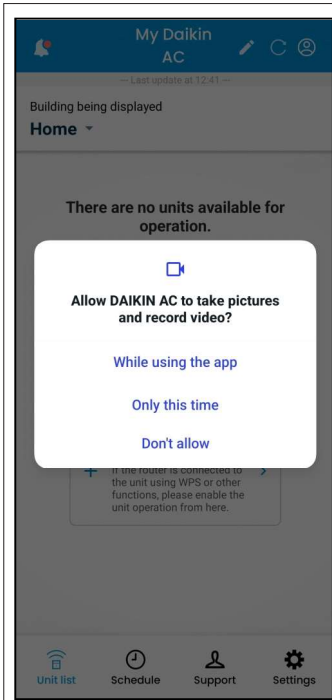 My Daikin
AC
— Last update at 12:41 —
Building being displayed
Home
There are no units available for
operation.
Allow DAIKIN AC to take pictures
and record video?
While using the app
Only this time
Don't allow
If the router is connected to
the unit using WPS or other
functions, please enable the
unit operation from here.
Unit list
Schedule
Support
Settings